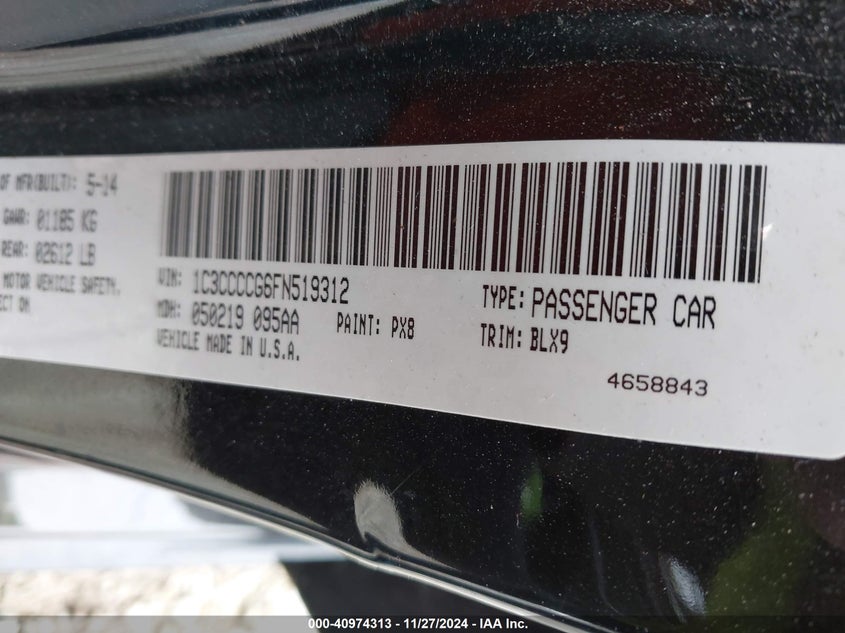 OF MFR(BUILT): 5-14
GAWR: 01185 KG
REAR: 02612 LB
MOTOR VEHICLE SAFETY,
ECT ON
VIN: 1C3CCCCG6FN519312
TYPE: PASSENGER CAR
MDH: 050219 095AA
PAINT: PX8
TRIM: BLX9
VEHICLE MADE IN U.S.A.
4658843
000-40974313 - 11/27/2024 - IAA Inc.